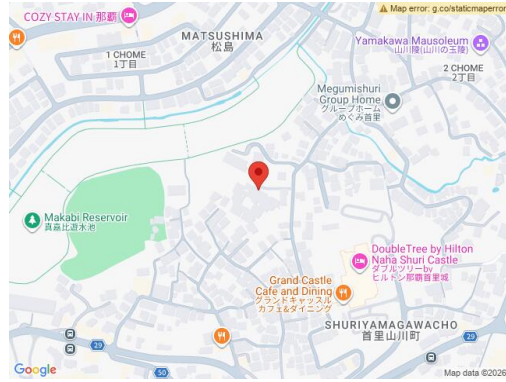 ⚠ Map error: g.co/staticmaperror
COZY STAY IN 那覇
MATSUSHIMA
松島
Yamakawa Mausoleum
山川陵(山川の玉陵)
1 CHOME
1丁目
2 CHOME
2丁目
Megumishuri
Group Home
グループホーム
めぐみ首里
Makabi Reservoir
真嘉比遊水池
DoubleTree by Hilton
Naha Shuri Castle
ダブルツリーby
ヒルトン那覇首里城
Grand Castle
Cafe and Dining
グランドキャッスル
カフェ&ダイニング
SHURIYAMAGAWACHO
首里山川町
29
29
50
Google
Map data ©2026